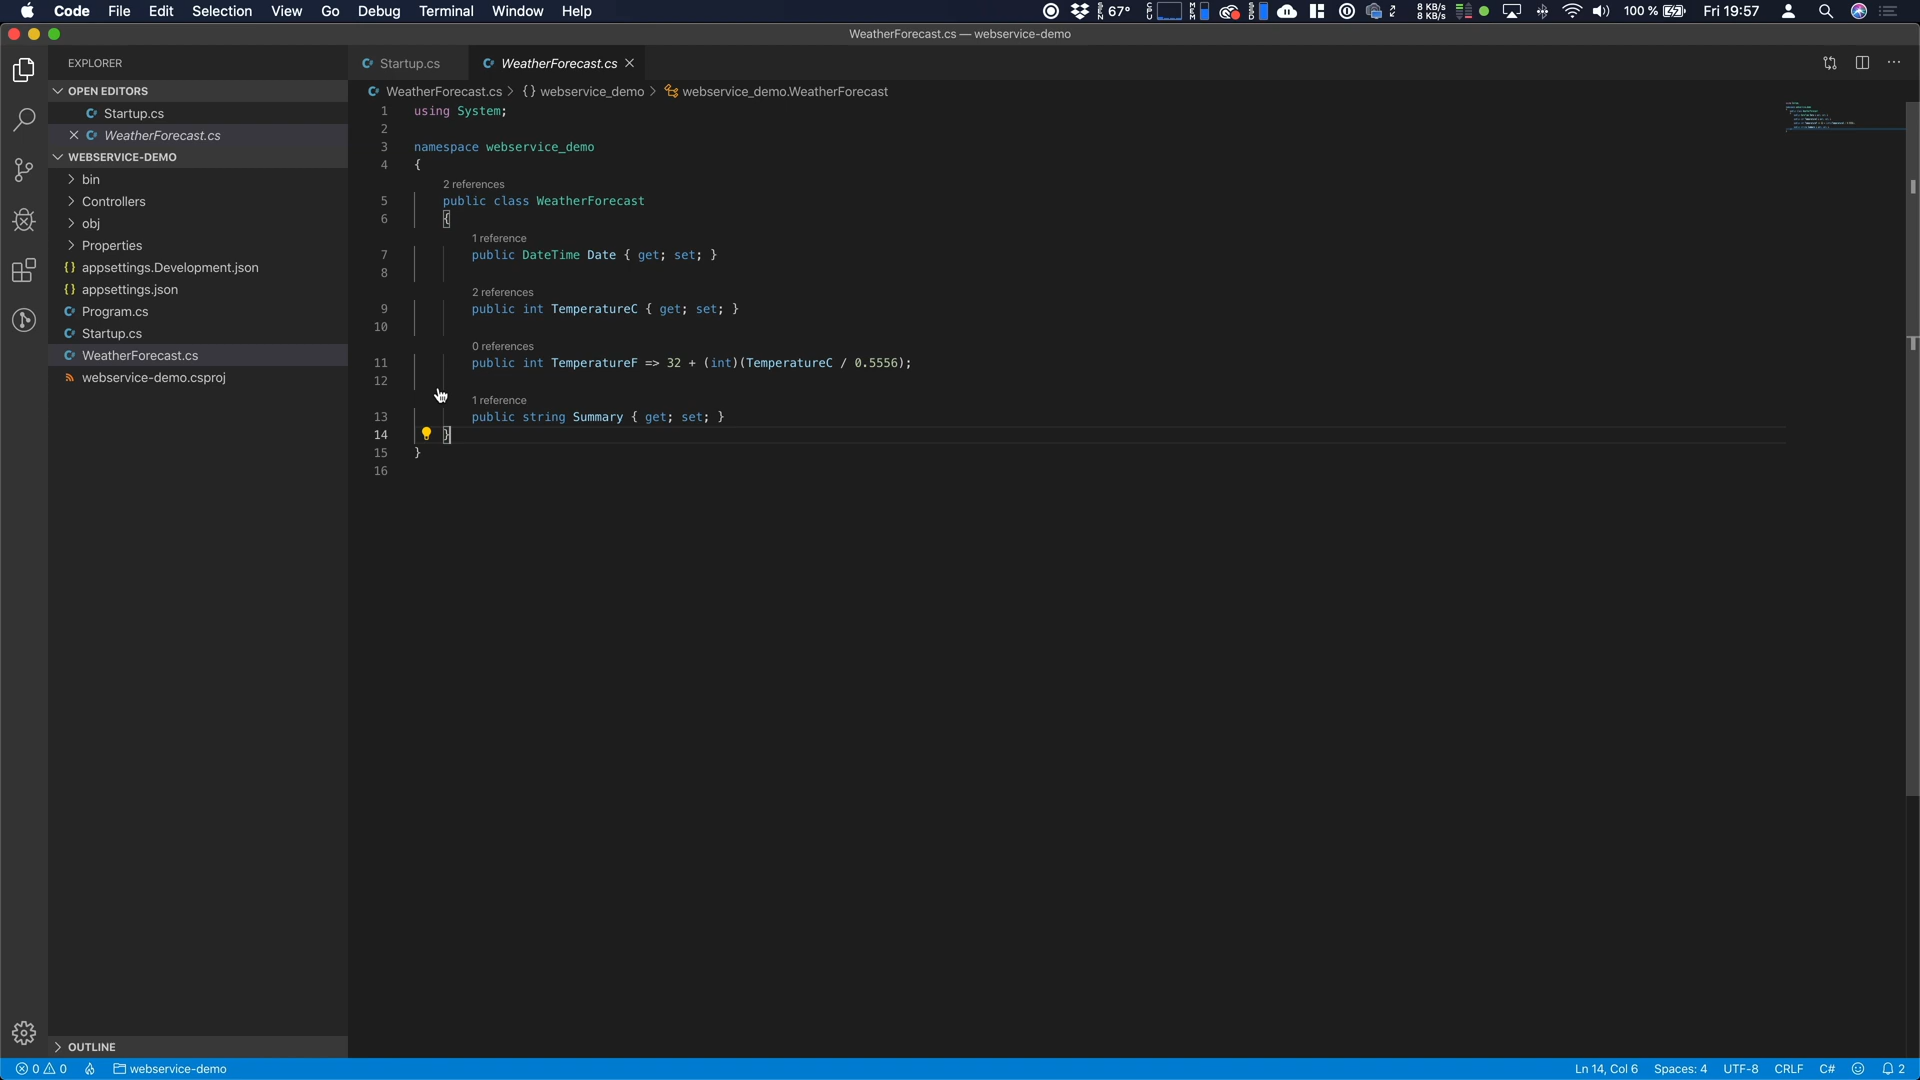 Code File Edit Selection View Go Debug Terminal Window Help
67° 8 KB/s 8 KB/s 100 % Fri 19:57
WeatherForecast.cs — webservice-demo
EXPLORER
OPEN EDITORS
Startup.cs
WeatherForecast.cs
WEBSERVICE-DEMO
bin
Controllers
obj
Properties
{} appsettings.Development.json
{} appsettings.json
Program.cs
Startup.cs
WeatherForecast.cs
webservice-demo.csproj
OUTLINE
Startup.cs WeatherForecast.cs
WeatherForecast.cs > {} webservice_demo > webservice_demo.WeatherForecast
1 using System;
2
3 namespace webservice_demo
4 {
2 references
5 public class WeatherForecast
6 {
1 reference
7 public DateTime Date { get; set; }
8
2 references
9 public int TemperatureC { get; set; }
10
0 references
11 public int TemperatureF => 32 + (int)(TemperatureC / 0.5556);
12
1 reference
13 public string Summary { get; set; }
14 }
15 }
16
0 0 webservice-demo Ln 14, Col 6 Spaces: 4 UTF-8 CRLF C# 2